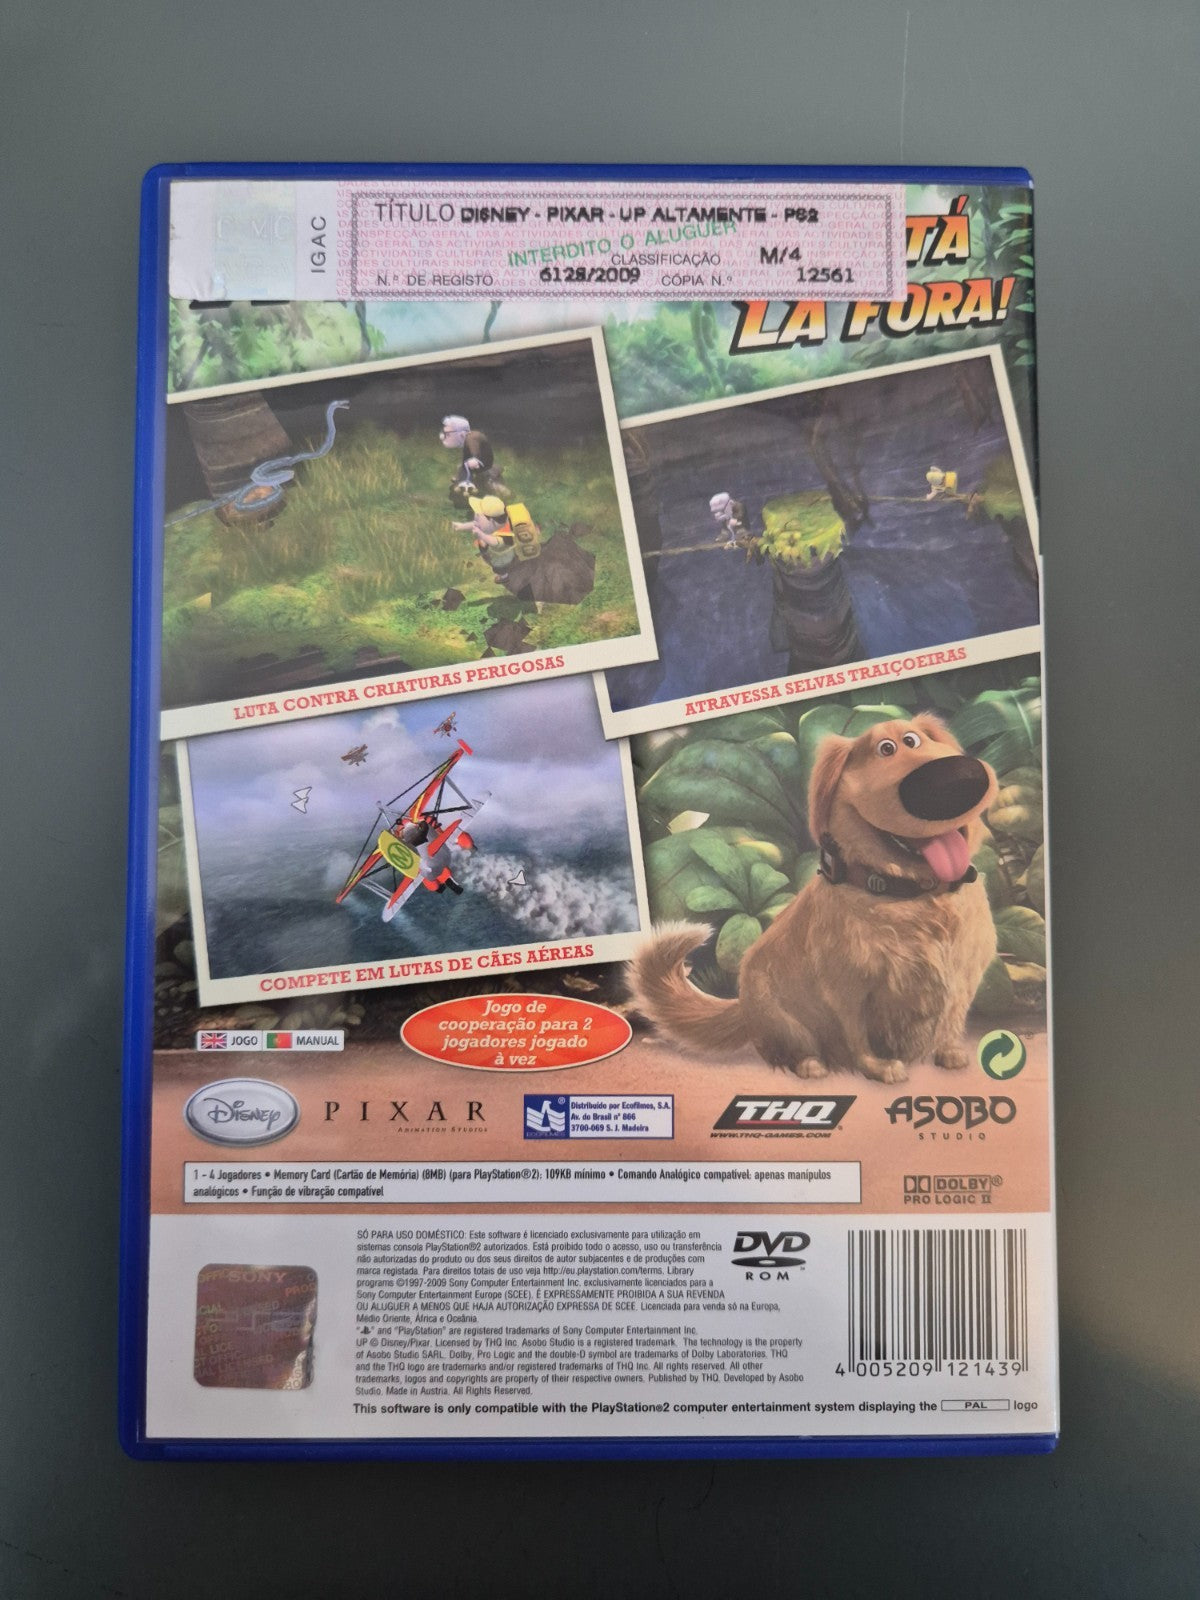 IGAC
TÍTULO DISNEY - PIXAR - UP ALTAMENTE - PS2
INTERDITO O ALUGUER
CLASSIFICAÇÃO M/4
N.º DE REGISTO 6128/2009 CÓPIA N.º 12561
TÁ
LÁ FORA!
LUTA CONTRA CRIATURAS PERIGOSAS
ATRAVESSA SELVAS TRAIÇOEIRAS
COMPETE EM LUTAS DE CÃES AÉREAS
Jogo de
cooperação para 2
jogadores jogado
à vez
JOGO MANUAL
Disney
PIXAR
ANIMATION STUDIOS
ECOFILMES
Distribuído por Ecofilmes, S.A.
Av. do Brasil nº 866
3700-069 S. J. Madeira
THQ
WWW.THQ-GAMES.COM
ASOBO
STUDIO
1 - 4 Jogadores • Memory Card (Cartão de Memória) (8MB) (para PlayStation®2): 109KB mínimo • Comando Analógico compatível: apenas manípulos
analógicos • Função de vibração compatível
DOLBY®
PRO LOGIC II
SÓ PARA USO DOMÉSTICO: Este software é licenciado exclusivamente para utilização em
sistemas consola PlayStation®2 autorizados. Está proibido todo o acesso, uso ou transferência
não autorizadas do produto ou dos seus direitos de autor subjacentes e de produções com
marca registada. Para direitos totais de uso veja http://eu.playstation.com/terms. Library
programs ©1997-2009 Sony Computer Entertainment Inc. exclusivamente licenciados para a
Sony Computer Entertainment Europe (SCEE). É EXPRESSAMENTE PROIBIDA A SUA REVENDA
OU ALUGUER A MENOS QUE HAJA AUTORIZAÇÃO EXPRESSA DE SCEE. Licenciada para venda só na Europa,
Médio Oriente, África e Oceânia.
"PS" and "PlayStation" are registered trademarks of Sony Computer Entertainment Inc.
UP © Disney/Pixar. Licensed by THQ Inc. Asobo Studio is a registered trademark. The technology is the property
of Asobo Studio SARL. Dolby, Pro Logic and the double-D symbol are trademarks of Dolby Laboratories. THQ
and the THQ logo are trademarks and/or registered trademarks of THQ Inc. All rights reserved. All other
trademarks, logos and copyrights are property of their respective owners. Published by THQ. Developed by Asobo
Studio. Made in Austria. All Rights Reserved.
This software is only compatible with the PlayStation®2 computer entertainment system displaying the PAL logo
DVD
ROM
SONY
4 005209 121439